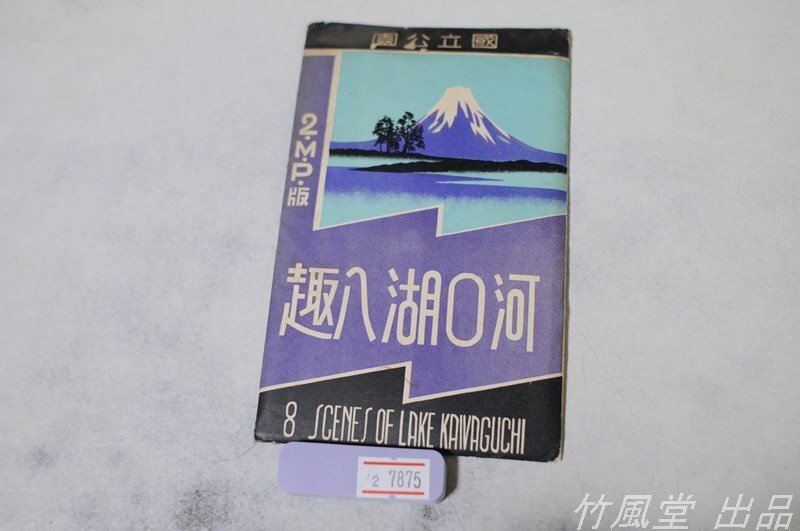 園公立國
2.M.P.版
趣八湖口河
8 SCENES OF LAKE KAWAGUCHI
2 7875
竹風堂 出品